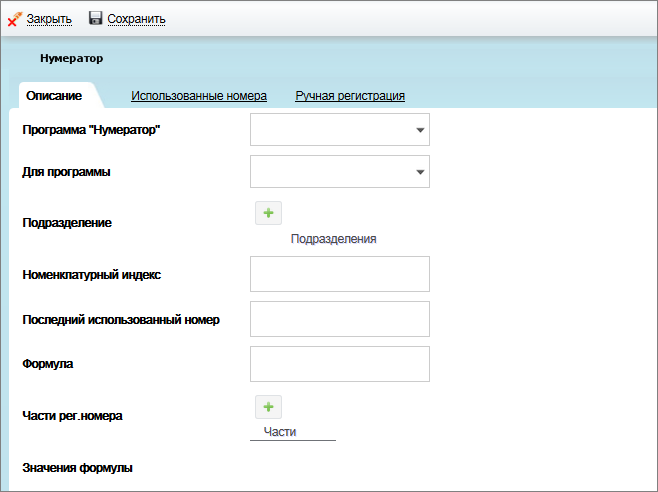 Закрыть Сохранить
Нумератор
Описание Использованные номера Ручная регистрация
Программа "Нумератор"
Для программы
Подразделение
Подразделения
Номенклатурный индекс
Последний использованный номер
Формула
Части рег.номера
Части
Значения формулы